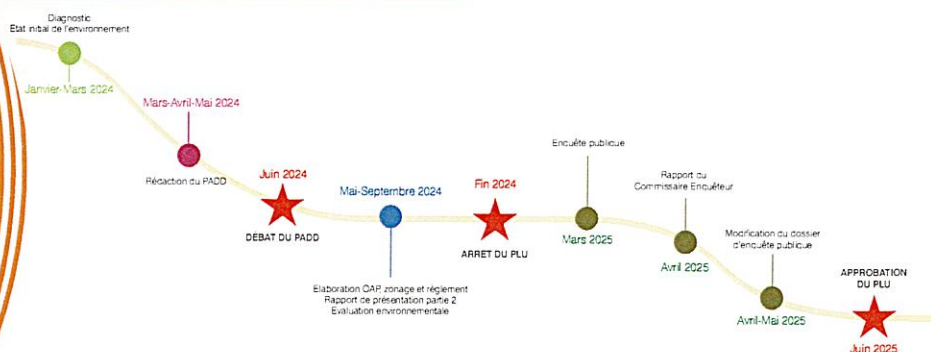 Diagnostic
Etat initial de l'environnement
Janvier-Mars 2024
Mars-Avril-Mai 2024
Rédaction du PADD
Juin 2024
DEBAT DU PADD
Mai-Septembre 2024
Elaboration OAP, zonage et règlement
Rapport de présentation partie 2
Evaluation environnementale
Fin 2024
ARRET DU PLU
Enquête publique
Mars 2025
Rapport du
Commissaire Enquêteur
Avril 2025
Modification du dossier
d'enquête publique
Avril-Mai 2025
APPROBATION
DU PLU
Juin 2025